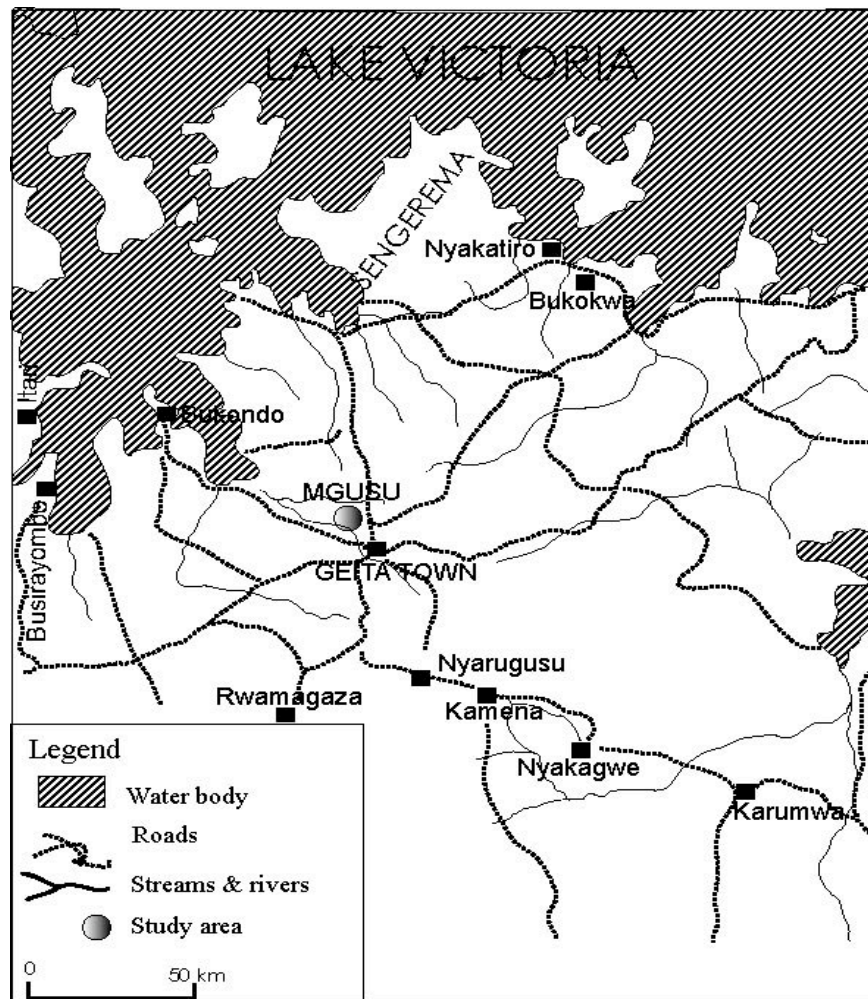 LAKE VICTORIA
SENGEREMA
Nyakatiro
Bukokwa
Bukondo
MGUSU
GEITA TOWN
Busirayombo
Nyarugusu
Rwamagaza
Kamena
Nyakagwe
Karumwa
Legend
Water body
Roads
Streams & rivers
Study area
0
50 km